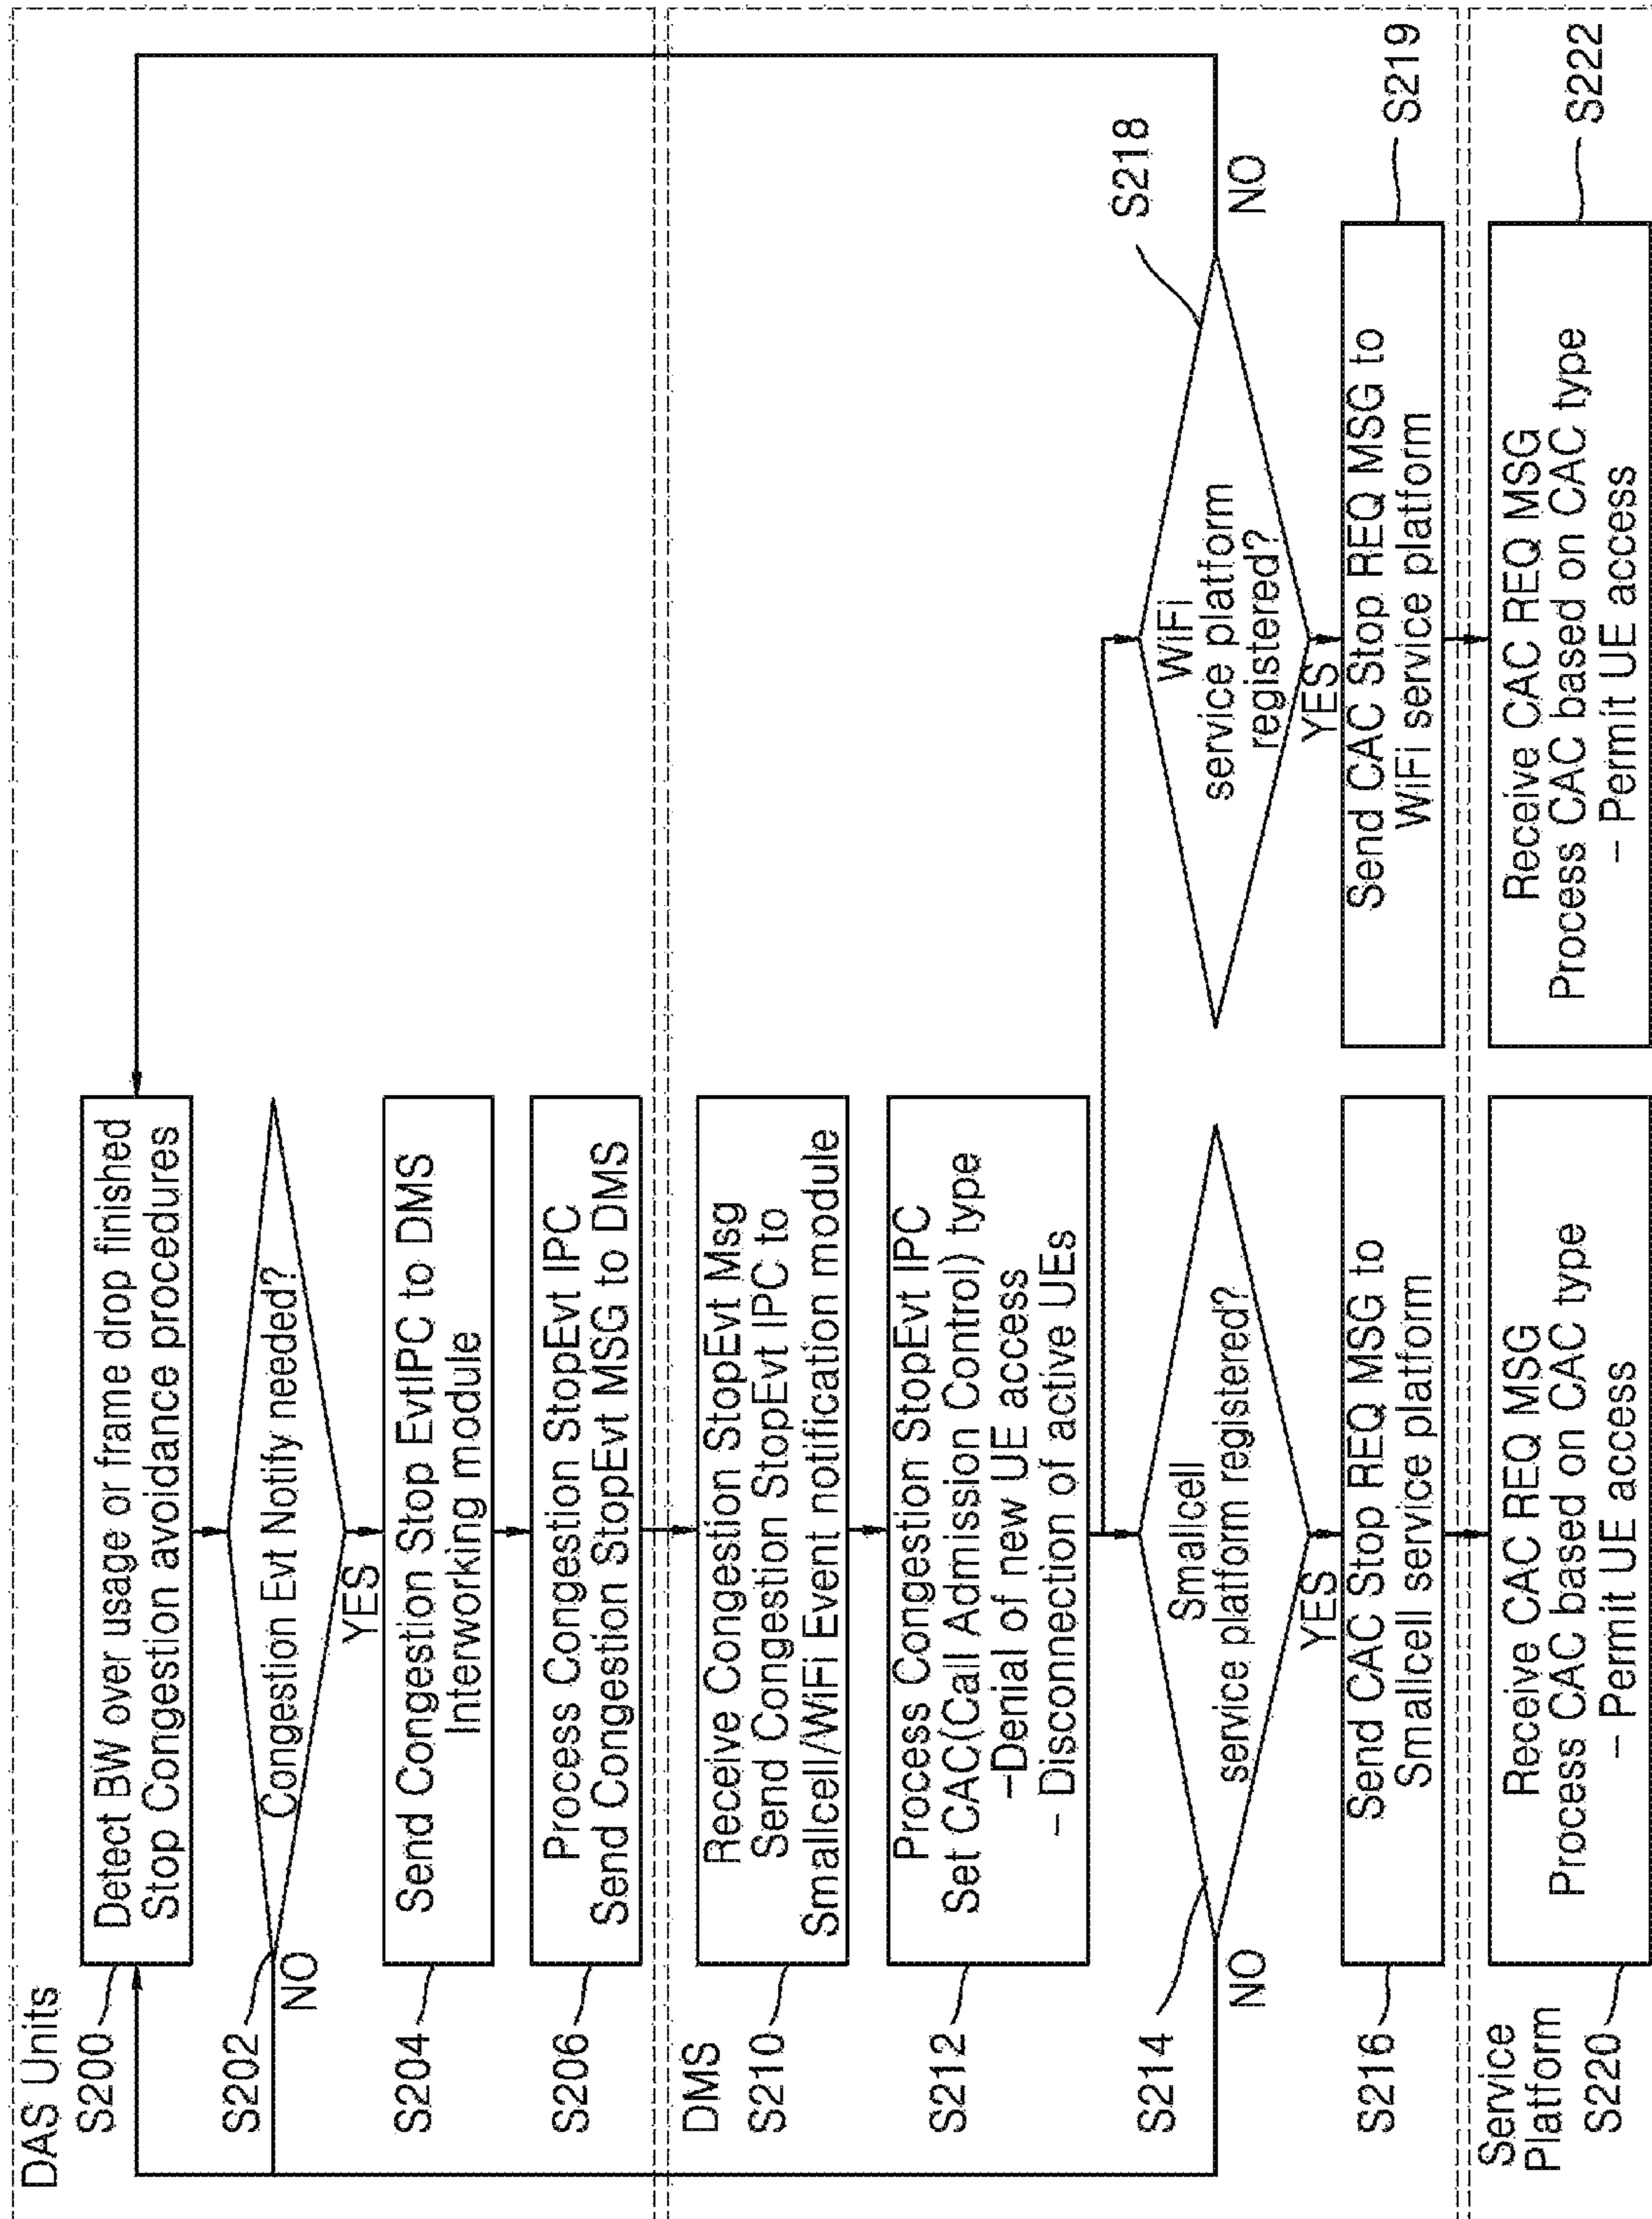 DAS Units
S200
Detect BW over usage or frame drop finished
Stop Congestion avoidance procedures
S202
Congestion Evt Notify needed?
NO
YES
S204
Send Congestion Stop EvtIPC to DMS
Interworking module
S206
Process Congestion StopEvt IPC
Send Congestion StopEvt MSG to DMS
DMS
S210
Receive Congestion StopEvt Msg
Send Congestion StopEvt IPC to
Smallcell/WiFi Event notification module
S212
Process Congestion StopEvt IPC
Set CAC(Call Admission Control) type
-Denial of new UE access
- Disconnection of active UEs
S214
Smallcell
service platform registered?
NO
YES
S218
WiFi
service platform
registered?
NO
YES
S216
Send CAC Stop REQ MSG to
Smallcell service platform
Send CAC Stop REQ MSG to
WiFi service platform
S219
Service
Platform
S220
Receive CAC REQ MSG
Process CAC based on CAC type
- Permit UE access
Receive CAC REQ MSG
Process CAC based on CAC type
- Permit UE access
S222